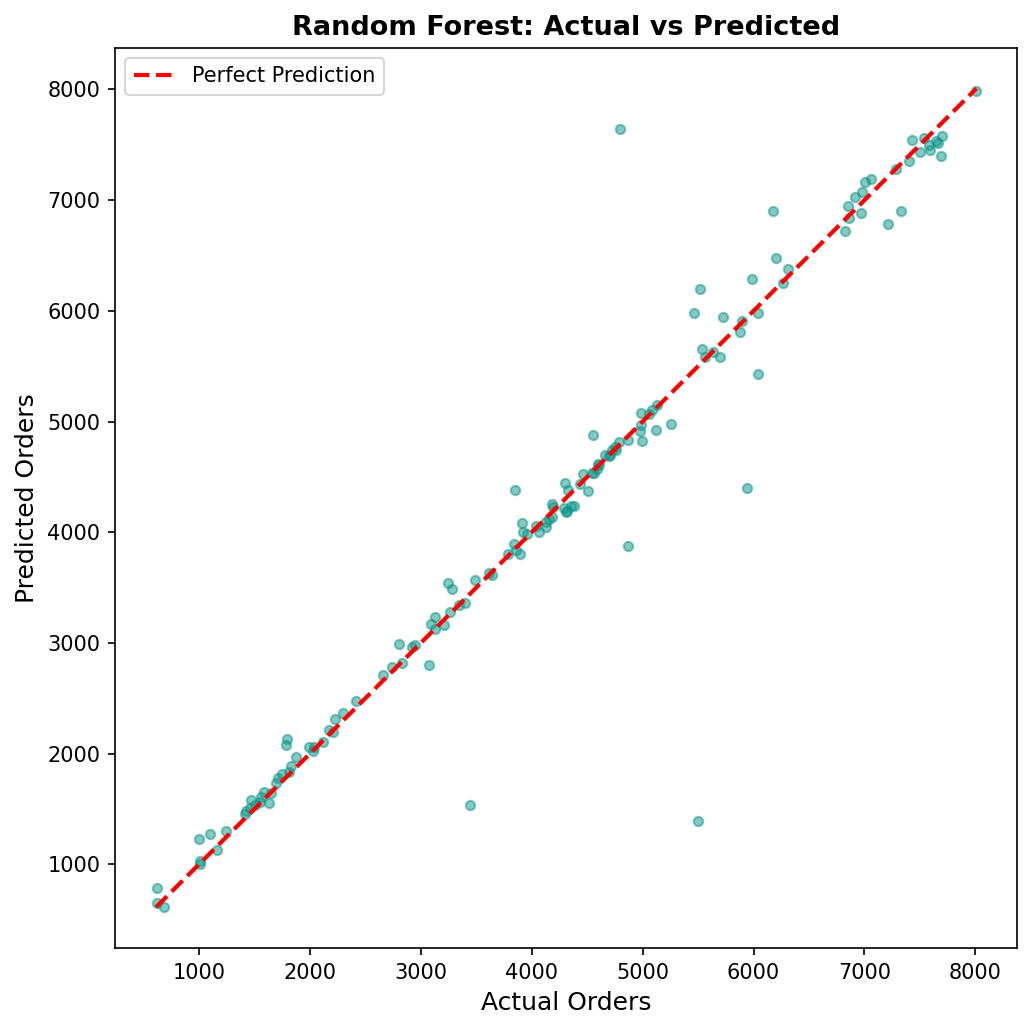 Random Forest: Actual vs Predicted
Perfect Prediction
8000
7000
6000
5000
4000
3000
2000
1000
Predicted Orders
1000 2000 3000 4000 5000 6000 7000 8000
Actual Orders